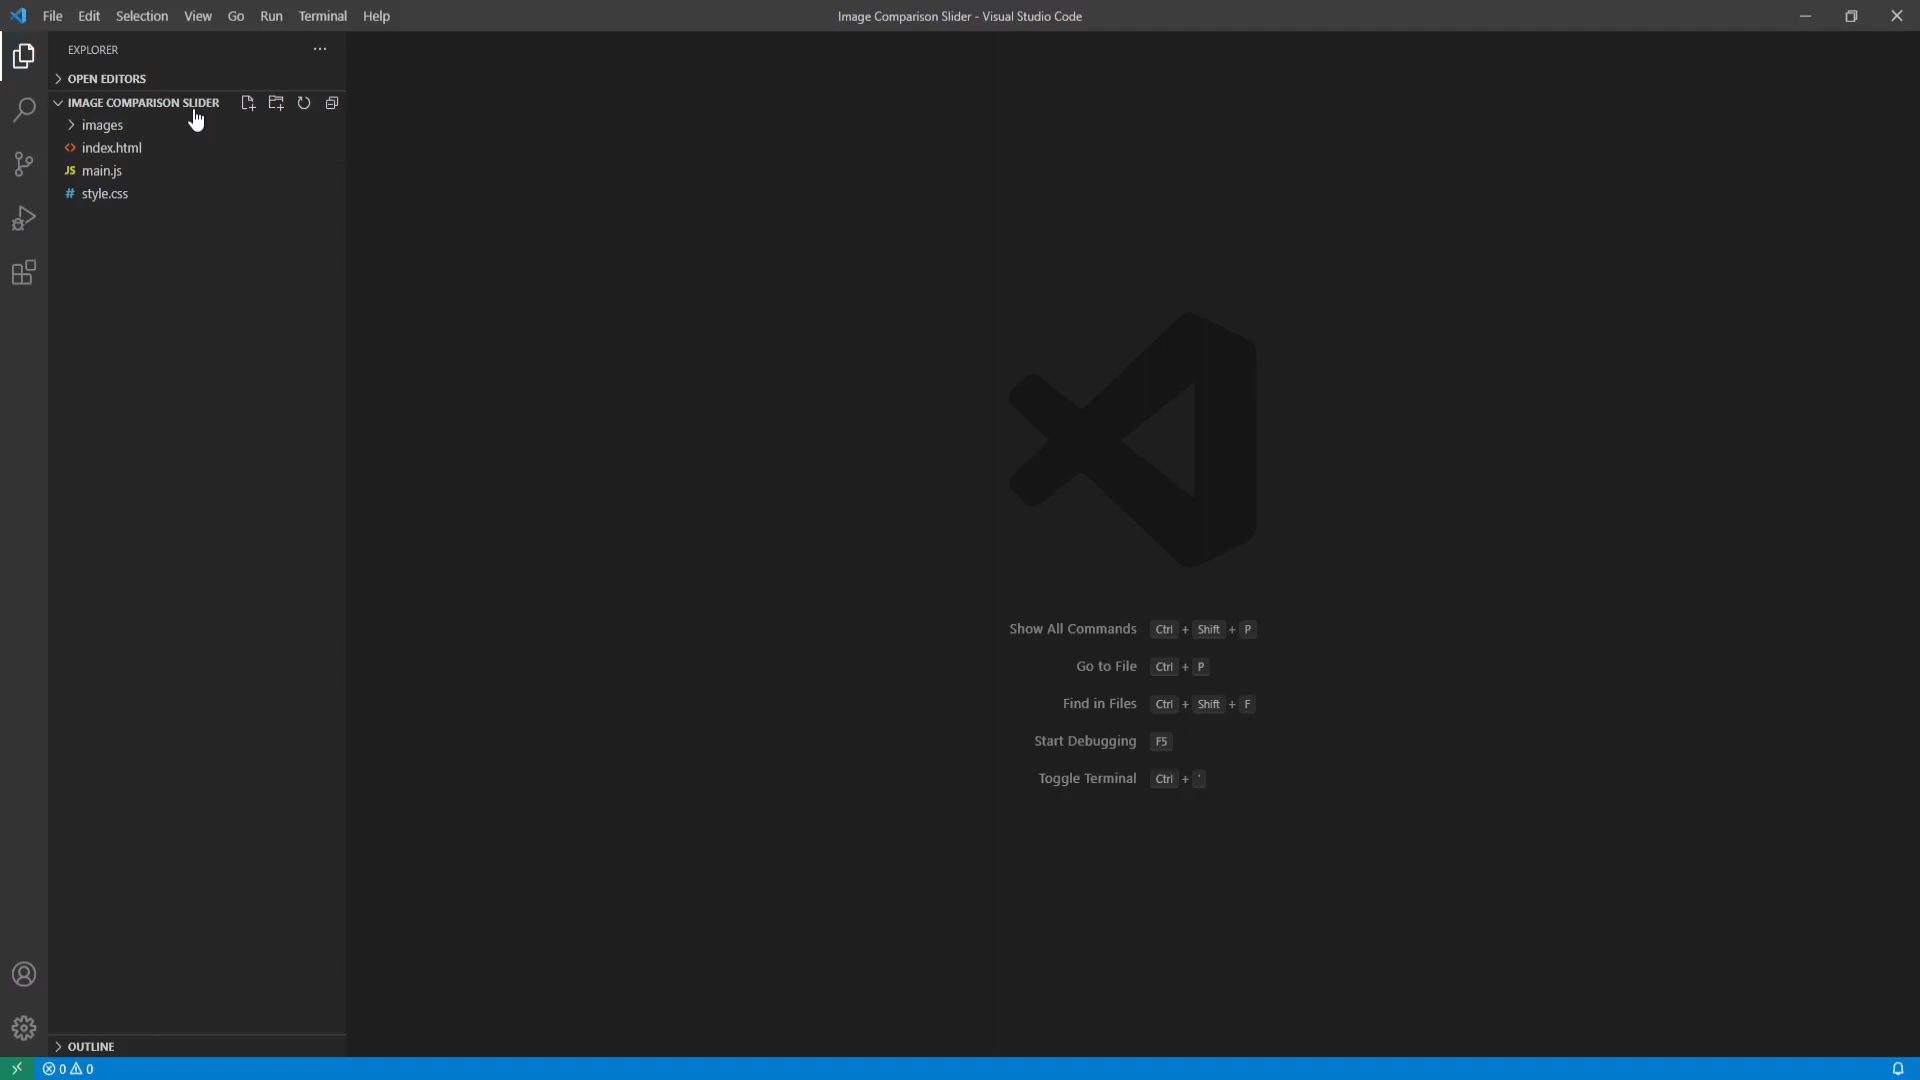 File Edit Selection View Go Run Terminal Help
Image Comparison Slider - Visual Studio Code
EXPLORER
OPEN EDITORS
IMAGE COMPARISON SLIDER
images
<> index.html
JS main.js
# style.css
Show All Commands Ctrl + Shift + P
Go to File Ctrl + P
Find in Files Ctrl + Shift + F
Start Debugging F5
Toggle Terminal Ctrl + `
OUTLINE
0 0